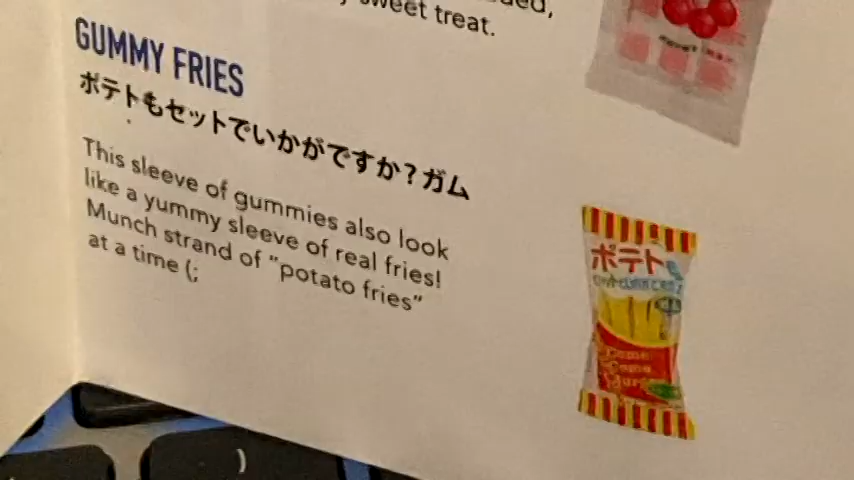 sweet treat.
GUMMY FRIES
ポテトもセットでいかがですか？ガム
This sleeve of gummies also look
like a yummy sleeve of real fries!
Munch strand of "potato fries"
at a time (;
ポテト
)